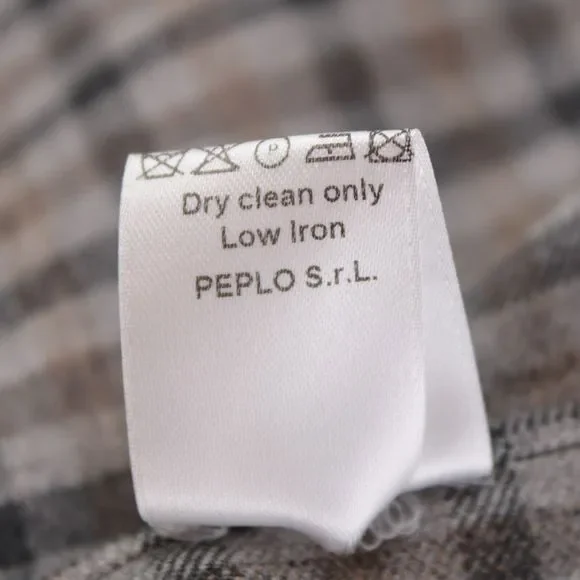 P
Dry clean only
Low Iron
PEPLO S.r.L.